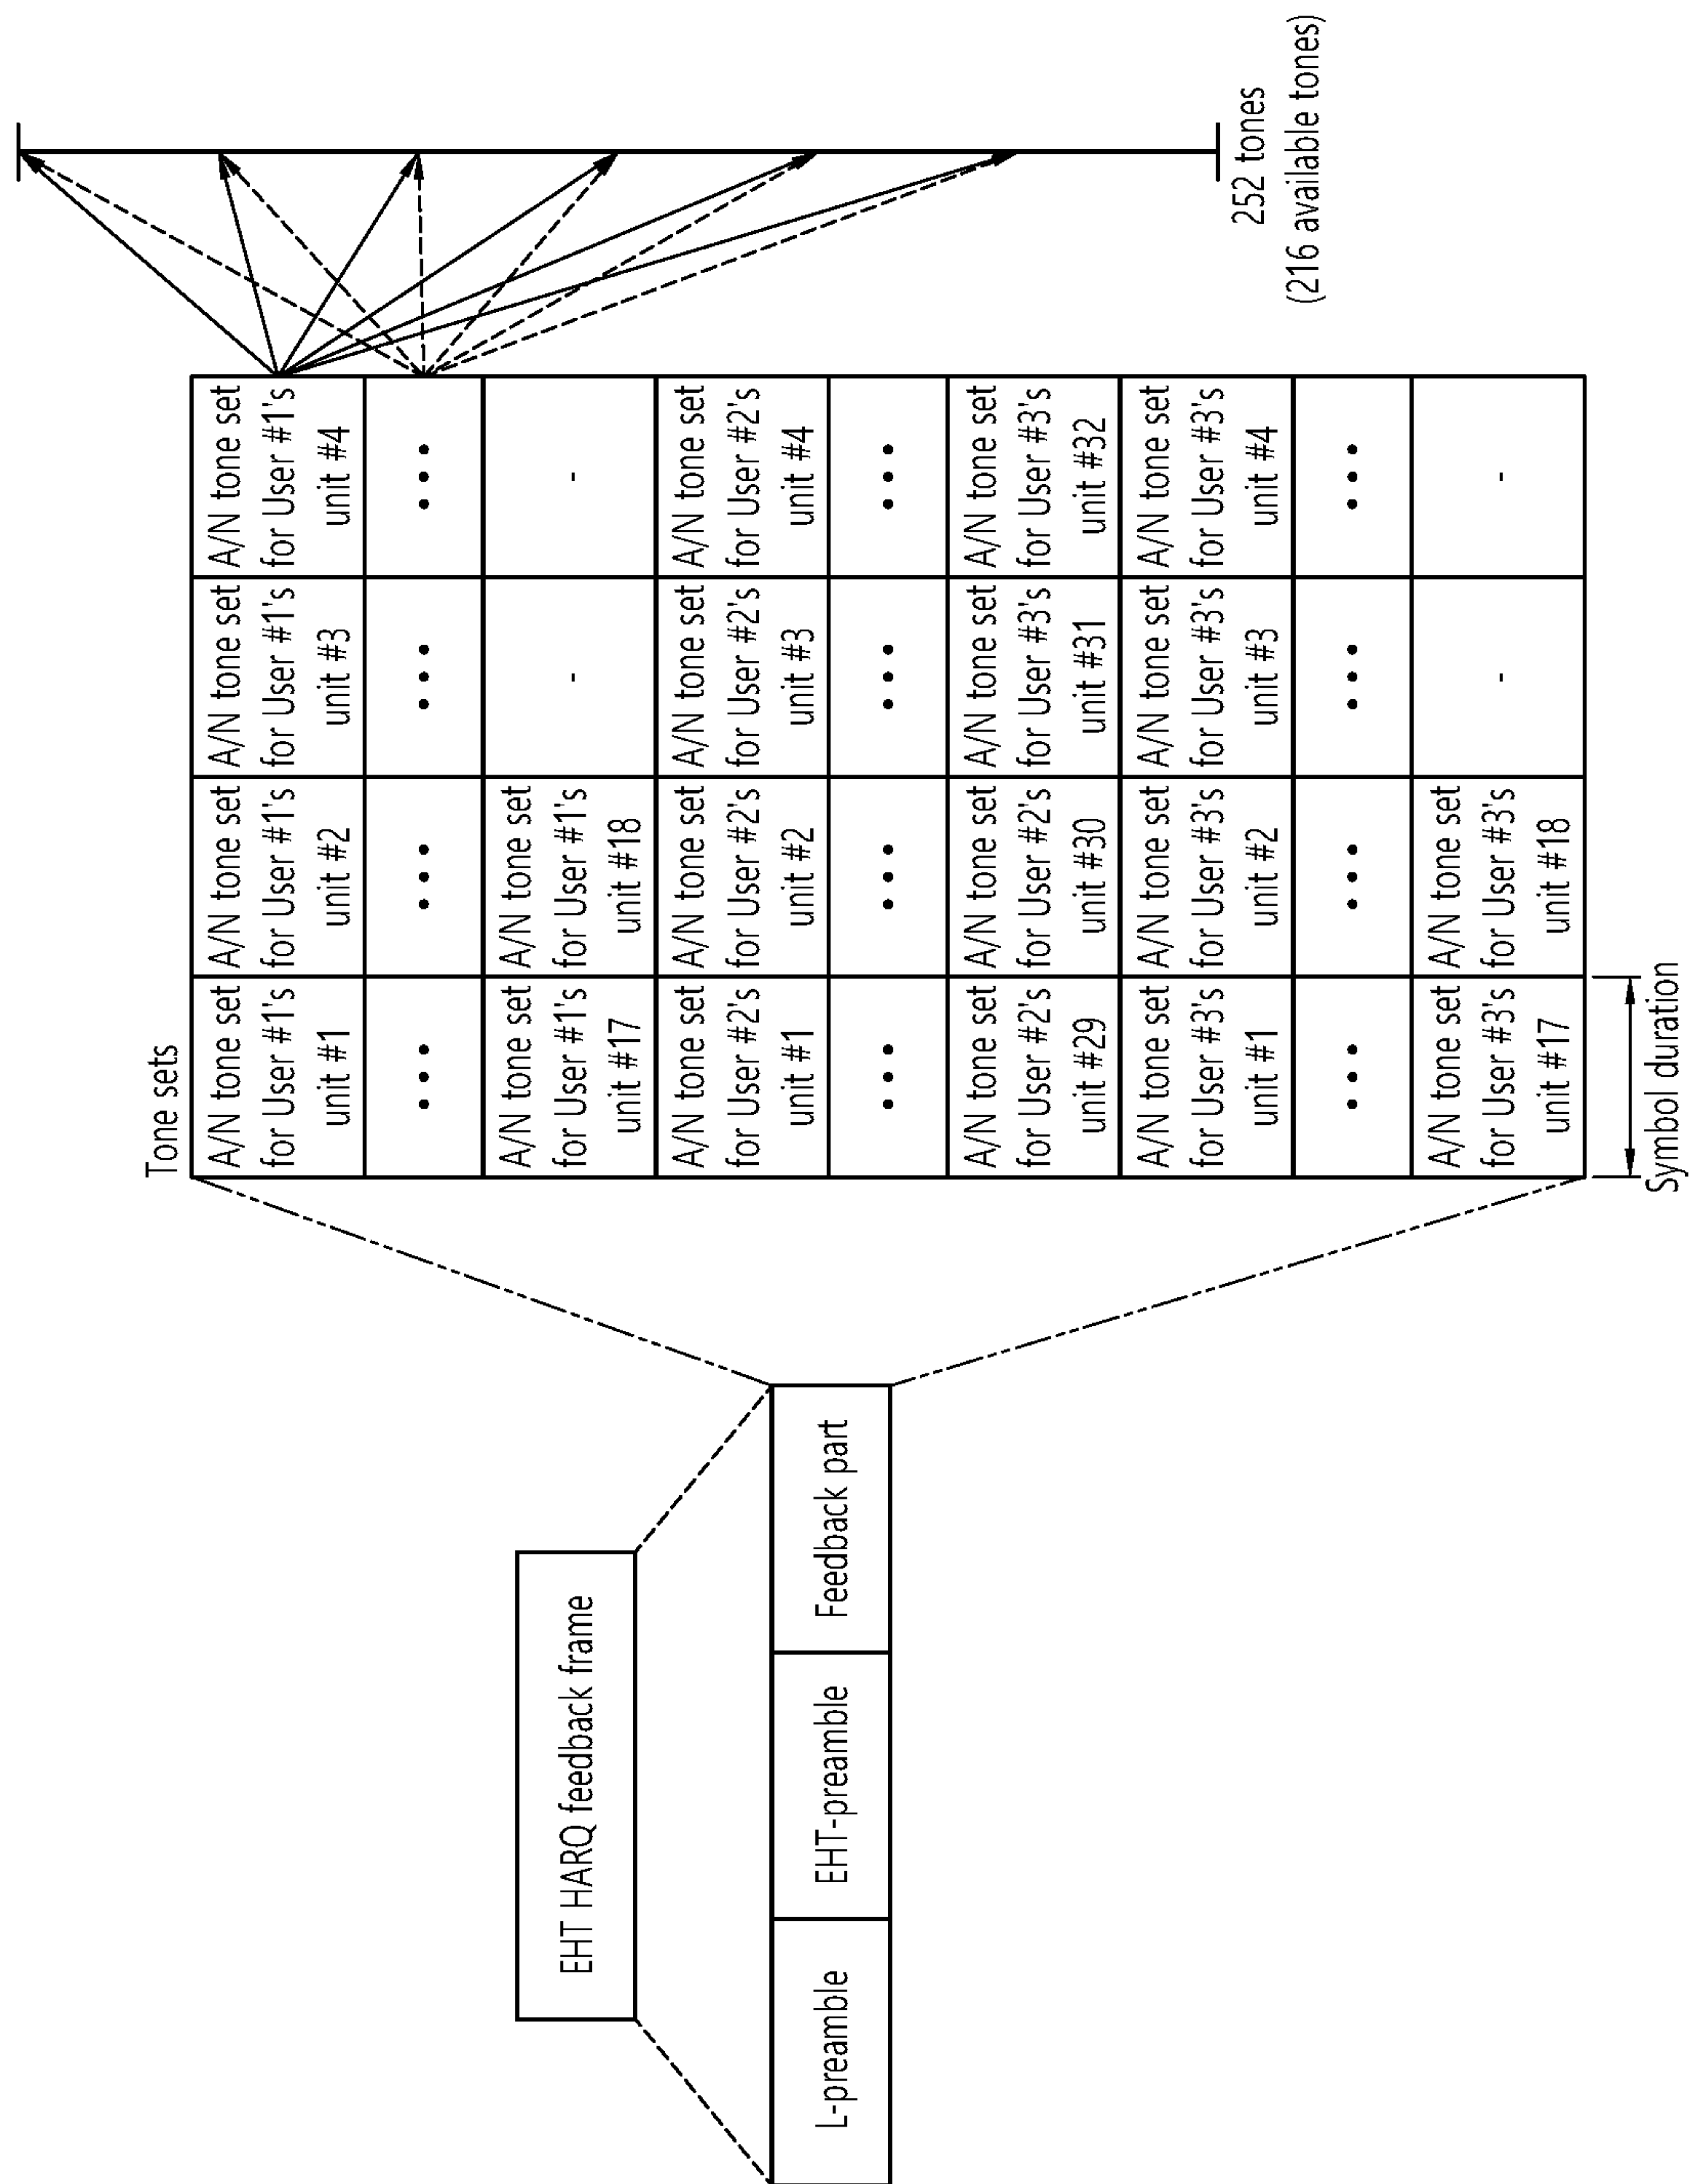 EHT HARQ feedback frame
L-preamble
EHT-preamble
Feedback part
Tone sets
A/N tone set
for User #1's
unit #1
A/N tone set
for User #1's
unit #2
A/N tone set
for User #1's
unit #3
A/N tone set
for User #1's
unit #4
•••
•••
•••
•••
A/N tone set
for User #1's
unit #17
A/N tone set
for User #1's
unit #18
-
-
A/N tone set
for User #2's
unit #1
A/N tone set
for User #2's
unit #2
A/N tone set
for User #2's
unit #3
A/N tone set
for User #2's
unit #4
•••
•••
•••
•••
A/N tone set
for User #2's
unit #29
A/N tone set
for User #2's
unit #30
A/N tone set
for User #3's
unit #31
A/N tone set
for User #3's
unit #32
A/N tone set
for User #3's
unit #1
A/N tone set
for User #3's
unit #2
A/N tone set
for User #3's
unit #3
A/N tone set
for User #3's
unit #4
•••
•••
•••
•••
A/N tone set
for User #3's
unit #17
A/N tone set
for User #3's
unit #18
-
-
Symbol duration
252 tones
(216 available tones)